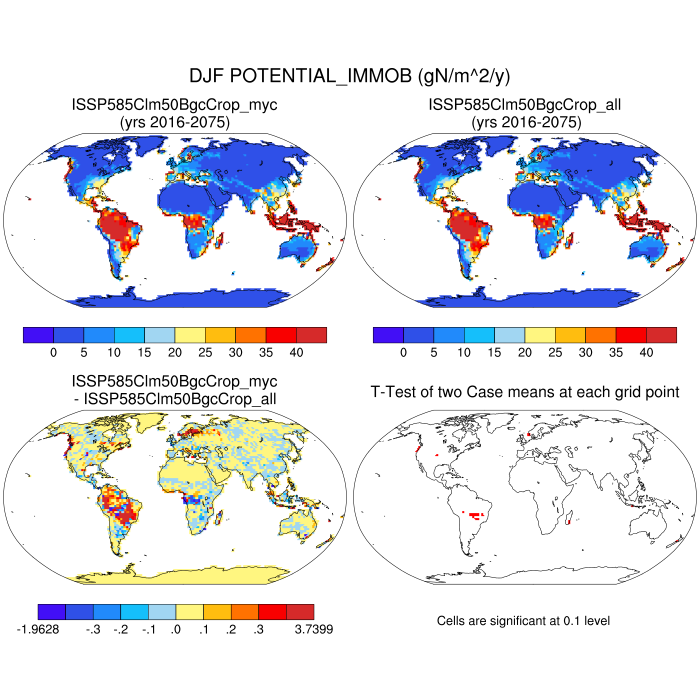 DJF POTENTIAL_IMMOB (gN/m^2/y)
ISSP585Clm50BgcCrop_myc
(yrs 2016-2075)
ISSP585Clm50BgcCrop_all
(yrs 2016-2075)
0 5 10 15 20 25 30 35 40
0 5 10 15 20 25 30 35 40
ISSP585Clm50BgcCrop_myc
- ISSP585Clm50BgcCrop_all
T-Test of two Case means at each grid point
-1.9628 -.3 -.2 -.1 .0 .1 .2 .3 3.7399
Cells are significant at 0.1 level